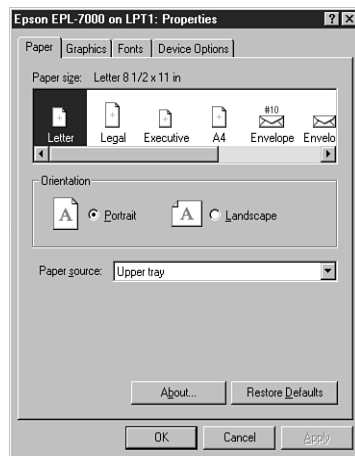 Epson EPL-7000 on LPT1: Properties
Paper Graphics Fonts Device Options
Paper size: Letter 8 1/2 x 11 in
#10
Letter Legal Executive A4 Envelope Envelo
Orientation
A Portrait A Landscape
Paper source: Upper tray
About... Restore Defaults
OK Cancel Apply